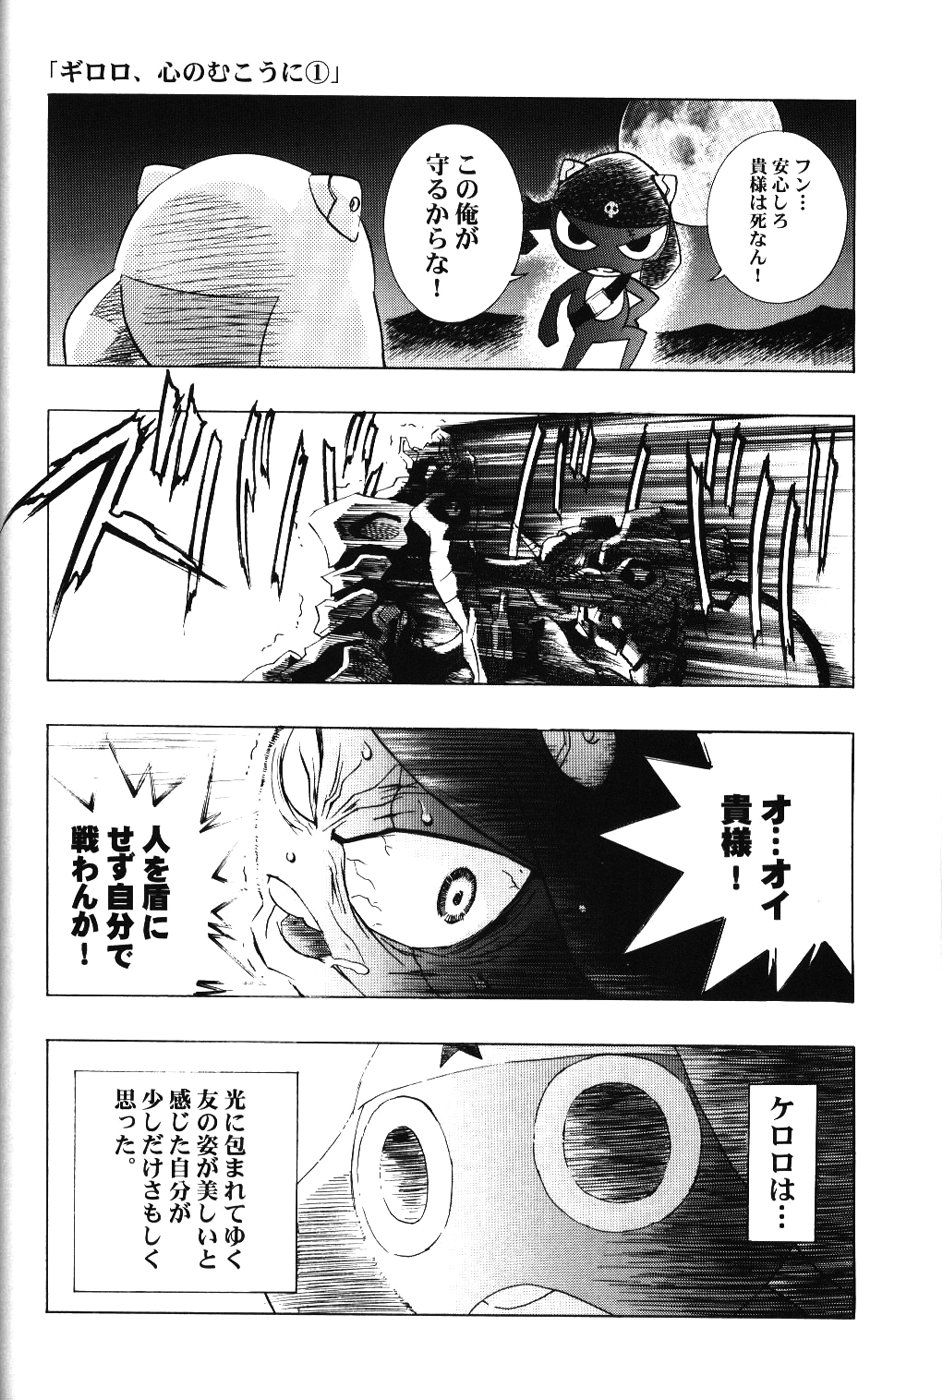 「ギロロ、心のむこうに①」
フン…
安心しろ
貴様は死なん！
この俺が
守るからな！
オ…オイ
貴様！
人を盾に
せず自分で
戦わんか！
ケロロは…
光に包まれてゆく
友の姿が美しいと
感じた自分が
少しだけさもしく
思った。